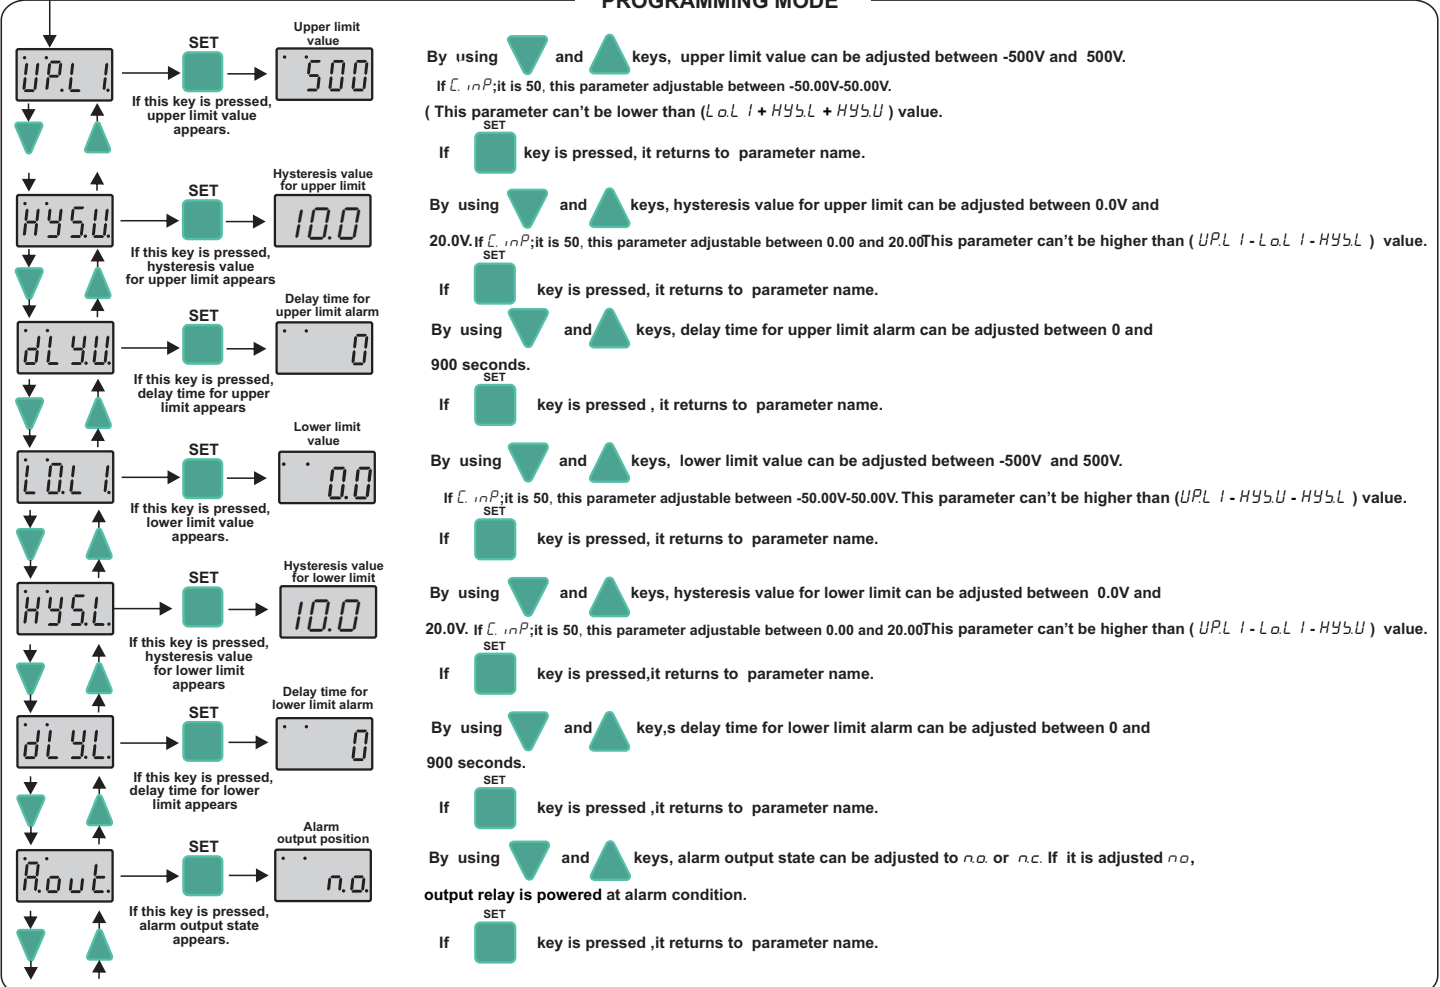 PROGRAMMING MODE
UP.L I.
SET
Upper limit
value
500
If this key is pressed,
upper limit value
appears.
By using and keys, upper limit value can be adjusted between -500V and 500V.
If C. inP;it is 50, this parameter adjustable between -50.00V-50.00V.
( This parameter can't be lower than (Lo.L I + HYS.L + HYS.U ) value.
SET
If key is pressed, it returns to parameter name.
HYS.U.
SET
Hysteresis value
for upper limit
10.0
If this key is pressed,
hysteresis value
for upper limit appears
By using and keys, hysteresis value for upper limit can be adjusted between 0.0V and
20.0V. If C. inP;it is 50, this parameter adjustable between 0.00 and 20.00This parameter can't be higher than ( UP.L I - Lo.L I - HYS.L ) value.
SET
If key is pressed, it returns to parameter name.
dLY.U.
SET
Delay time for
upper limit alarm
0
If this key is pressed,
delay time for upper
limit appears
By using and keys, delay time for upper limit alarm can be adjusted between 0 and
900 seconds.
SET
If key is pressed , it returns to parameter name.
LO.L I.
SET
Lower limit
value
0.0
If this key is pressed,
lower limit value
appears.
By using and keys, lower limit value can be adjusted between -500V and 500V.
If C. inP;it is 50, this parameter adjustable between -50.00V-50.00V. This parameter can't be higher than (UP.L I - HYS.U - HYS.L ) value.
SET
If key is pressed, it returns to parameter name.
HYS.L.
SET
Hysteresis value
for lower limit
10.0
If this key is pressed,
hysteresis value
for lower limit
appears
By using and keys, hysteresis value for lower limit can be adjusted between 0.0V and
20.0V. If C. inP;it is 50, this parameter adjustable between 0.00 and 20.00This parameter can't be higher than ( UP.L I - Lo.L I - HYS.U ) value.
SET
If key is pressed,it returns to parameter name.
dLY.L.
SET
Delay time for
lower limit alarm
0
If this key is pressed,
delay time for lower
limit appears
By using and key,s delay time for lower limit alarm can be adjusted between 0 and
900 seconds.
SET
If key is pressed ,it returns to parameter name.
A.out.
SET
Alarm
output position
n.o.
If this key is pressed,
alarm output state
appears.
By using and keys, alarm output state can be adjusted to n.o. or n.c. If it is adjusted no,
output relay is powered at alarm condition.
SET
If key is pressed ,it returns to parameter name.